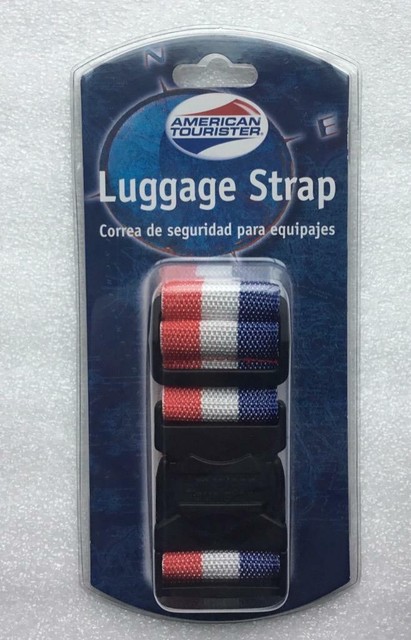 N
E
AMERICAN
TOURISTER®
Luggage Strap
Correa de seguridad para equipajes